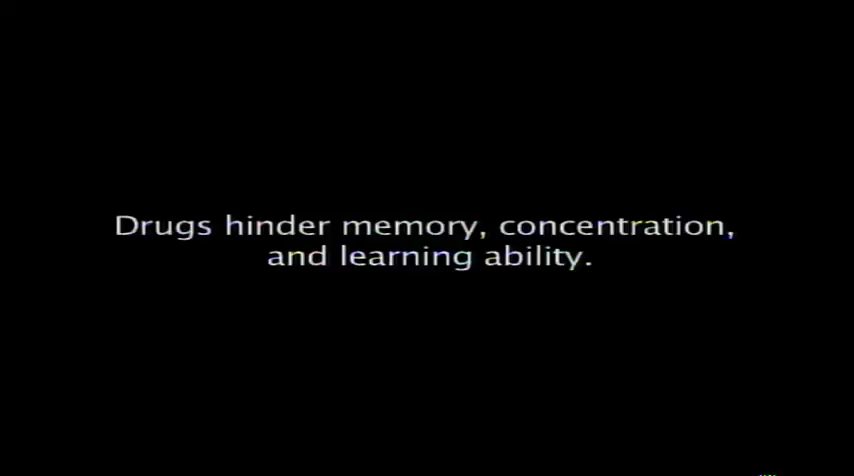 Drugs hinder memory, concentration,
and learning ability.